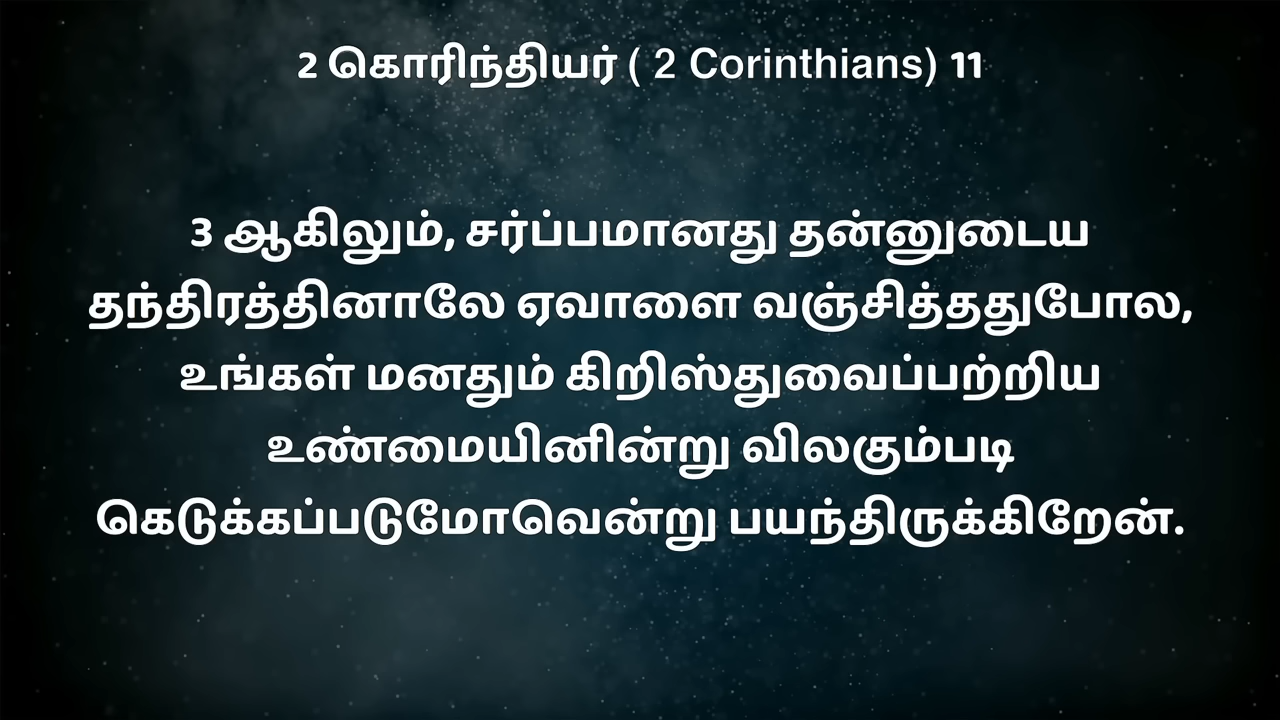 2 கொரிந்தியர் ( 2 Corinthians) 11
3 ஆகிலும், சர்ப்பமானது தன்னுடைய
தந்திரத்தினாலே ஏவாளை வஞ்சித்ததுபோல,
உங்கள் மனதும் கிறிஸ்துவைப்பற்றிய
உண்மையினின்று விலகும்படி
கெடுக்கப்படுமோவென்று பயந்திருக்கிறேன்.